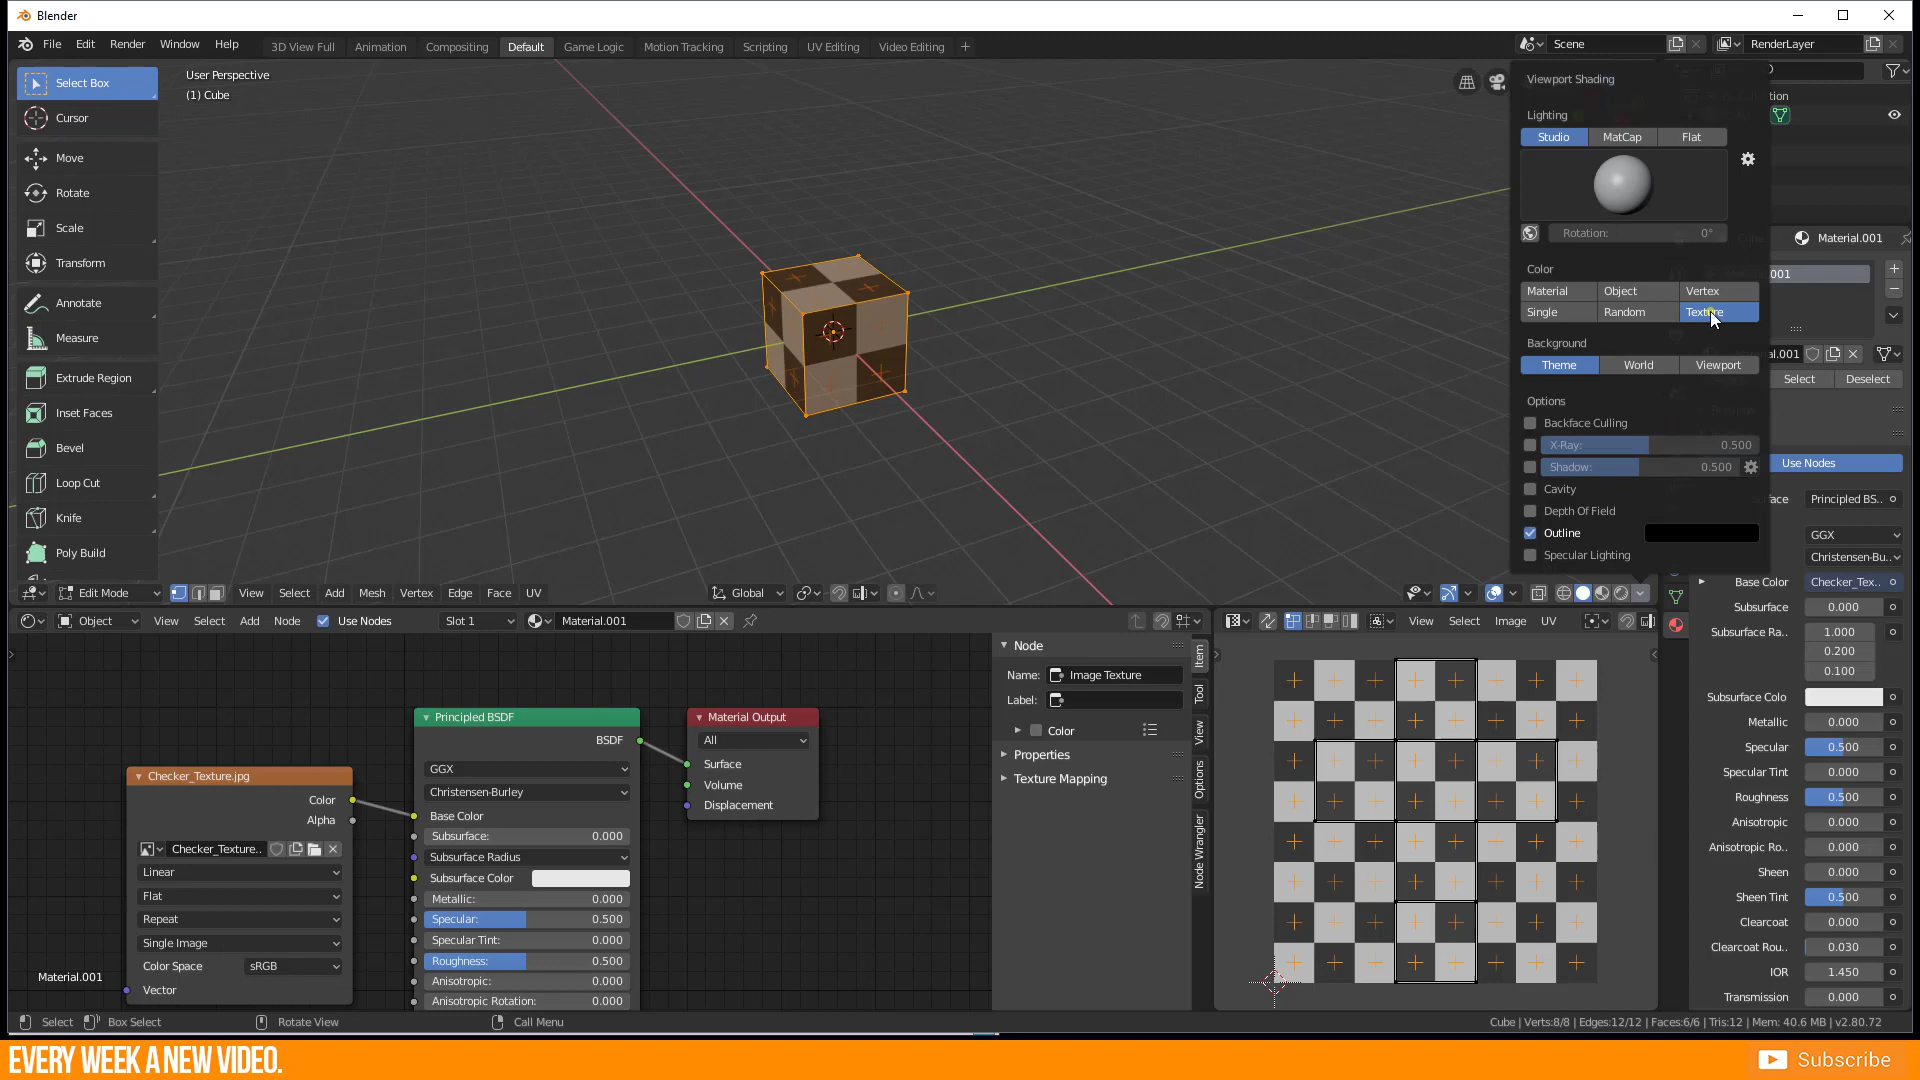 Blender
File Edit Render Window Help 3D View Full Animation Compositing Default Game Logic Motion Tracking Scripting UV Editing Video Editing + Scene RenderLayer
Select Box
Cursor
Move
Rotate
Scale
Transform
Annotate
Measure
Extrude Region
Inset Faces
Bevel
Loop Cut
Knife
Poly Build
User Perspective
(1) Cube
Viewport Shading
Lighting
Studio MatCap Flat
Rotation: 0°
Color
Material Object Vertex
Single Random Texture
Background
Theme World Viewport
Options
Backface Culling
X-Ray: 0.500
Shadow: 0.500
Cavity
Depth Of Field
Outline
Specular Lighting
Material.001
Select Deselect
Use Nodes
Principled BS..
GGX
Christensen-Bu..
Base Color Checker_Tex..
Subsurface 0.000
Subsurface Ra.. 1.000
0.200
0.100
Subsurface Colo
Metallic 0.000
Specular 0.500
Specular Tint 0.000
Roughness 0.500
Anisotropic 0.000
Anisotropic Ro.. 0.000
Sheen 0.000
Sheen Tint 0.500
Clearcoat 0.000
Clearcoat Rou.. 0.030
IOR 1.450
Transmission 0.000
Edit Mode View Select Add Mesh Vertex Edge Face UV Global
Object View Select Add Node Use Nodes Slot 1 Material.001
Checker_Texture.jpg
Color
Alpha
Checker_Texture..
Linear
Flat
Repeat
Single Image
Color Space sRGB
Vector
Material.001
Principled BSDF
BSDF
GGX
Christensen-Burley
Base Color
Subsurface: 0.000
Subsurface Radius
Subsurface Color
Metallic: 0.000
Specular: 0.500
Specular Tint: 0.000
Roughness: 0.500
Anisotropic: 0.000
Anisotropic Rotation: 0.000
Material Output
All
Surface
Volume
Displacement
Node
Name: Image Texture
Label:
Color
Properties
Texture Mapping
Item
Tool
View
Options
Node Wrangler
View Select Image UV
Select Box Select Rotate View Call Menu
Cube | Verts:8/8 | Edges:12/12 | Faces:6/6 | Tris:12 | Mem: 40.6 MB | v2.80.72
EVERY WEEK A NEW VIDEO.
Subscribe